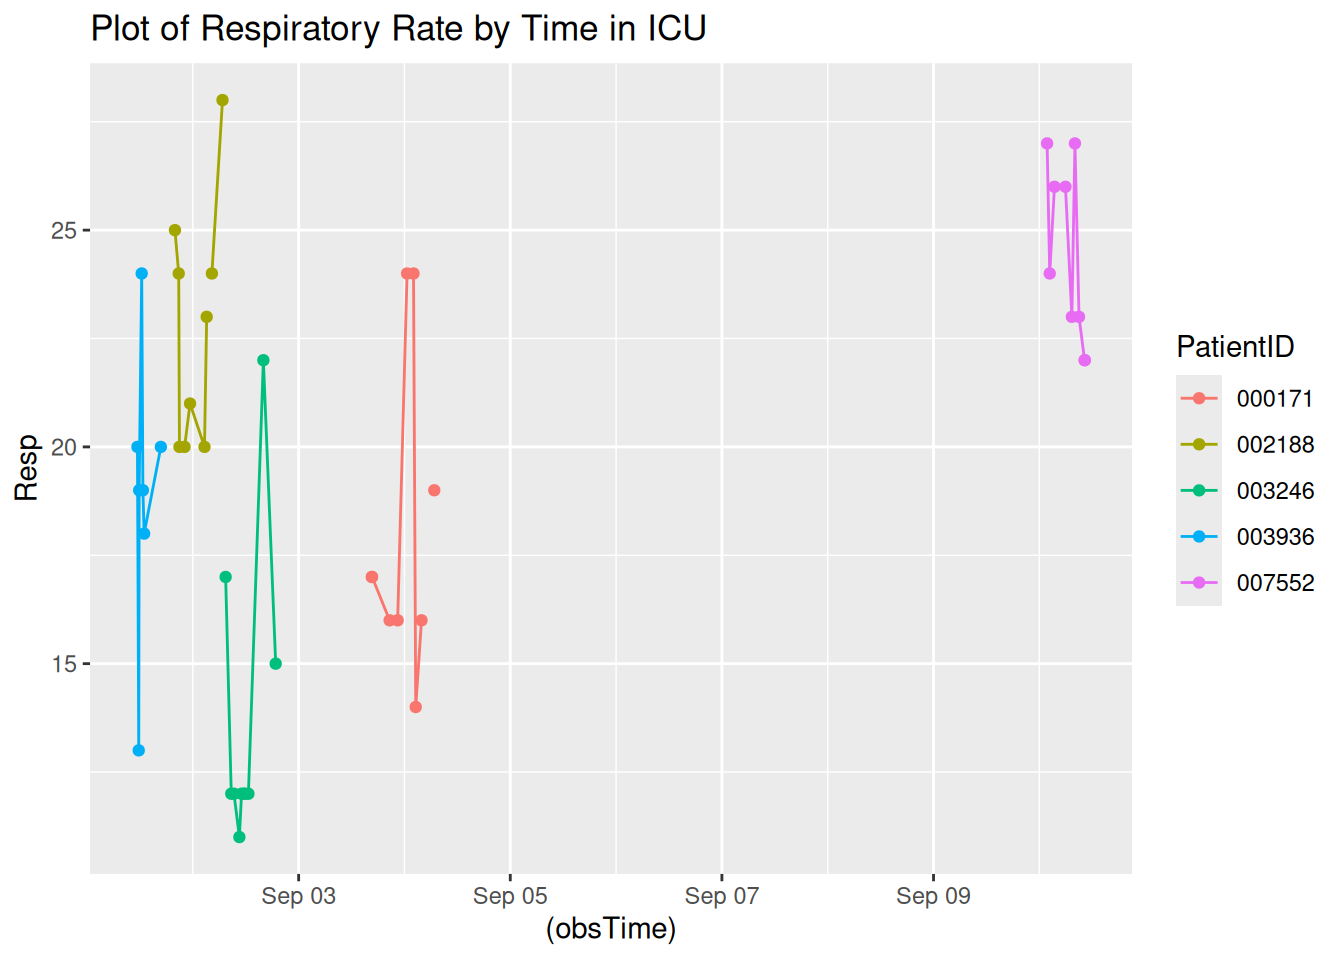 Plot of Respiratory Rate by Time in ICU
25
20
15
Resp
Sep 03
Sep 05
Sep 07
Sep 09
(obsTime)
PatientID
000171
002188
003246
003936
007552